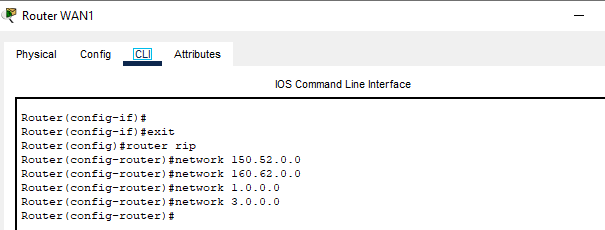 Router WAN1
Physical Config CLI Attributes
IOS Command Line Interface
Router(config-if)#
Router(config-if)#exit
Router(config)#router rip
Router(config-router)#network 150.52.0.0
Router(config-router)#network 160.62.0.0
Router(config-router)#network 1.0.0.0
Router(config-router)#network 3.0.0.0
Router(config-router)#